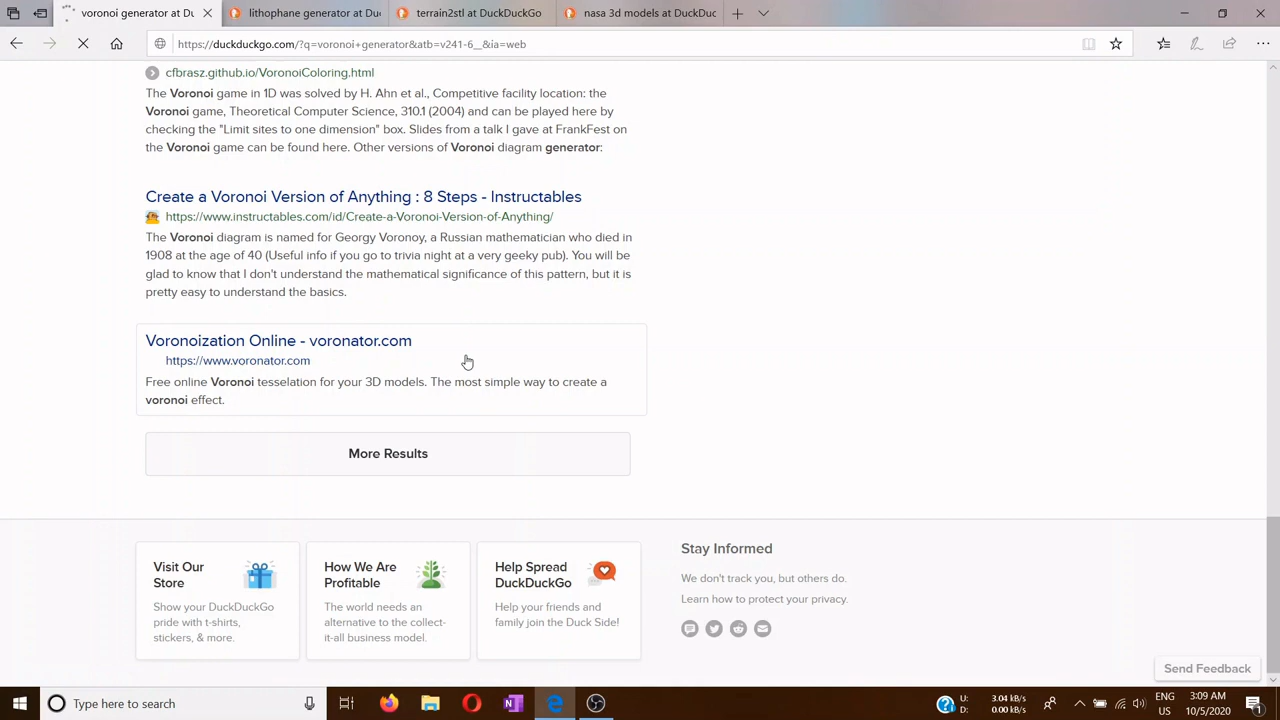 voronoi generator at Du
lithophane generator at Du
terrain2stl at DuckDuckGo
nasa 3d models at DuckDuc
https://duckduckgo.com/?q=voronoi+generator&atb=v241-6__&ia=web
cfbrasz.github.io/VoronoiColoring.html
The Voronoi game in 1D was solved by H. Ahn et al., Competitive facility location: the
Voronoi game, Theoretical Computer Science, 310.1 (2004) and can be played here by
checking the "Limit sites to one dimension" box. Slides from a talk I gave at FrankFest on
the Voronoi game can be found here. Other versions of Voronoi diagram generator:
Create a Voronoi Version of Anything : 8 Steps - Instructables
https://www.instructables.com/id/Create-a-Voronoi-Version-of-Anything/
The Voronoi diagram is named for Georgy Voronoy, a Russian mathematician who died in
1908 at the age of 40 (Useful info if you go to trivia night at a very geeky pub). You will be
glad to know that I don't understand the mathematical significance of this pattern, but it is
pretty easy to understand the basics.
Voronoization Online - voronator.com
https://www.voronator.com
Free online Voronoi tesselation for your 3D models. The most simple way to create a
voronoi effect.
More Results
Visit Our
Store
Show your DuckDuckGo
pride with t-shirts,
stickers, & more.
How We Are
Profitable
The world needs an
alternative to the collect-
it-all business model.
Help Spread
DuckDuckGo
Help your friends and
family join the Duck Side!
Stay Informed
We don't track you, but others do.
Learn how to protect your privacy.
Send Feedback
Type here to search
U: 3.04 kB/s
D: 0.00 kB/s
ENG
US
3:09 AM
10/5/2020